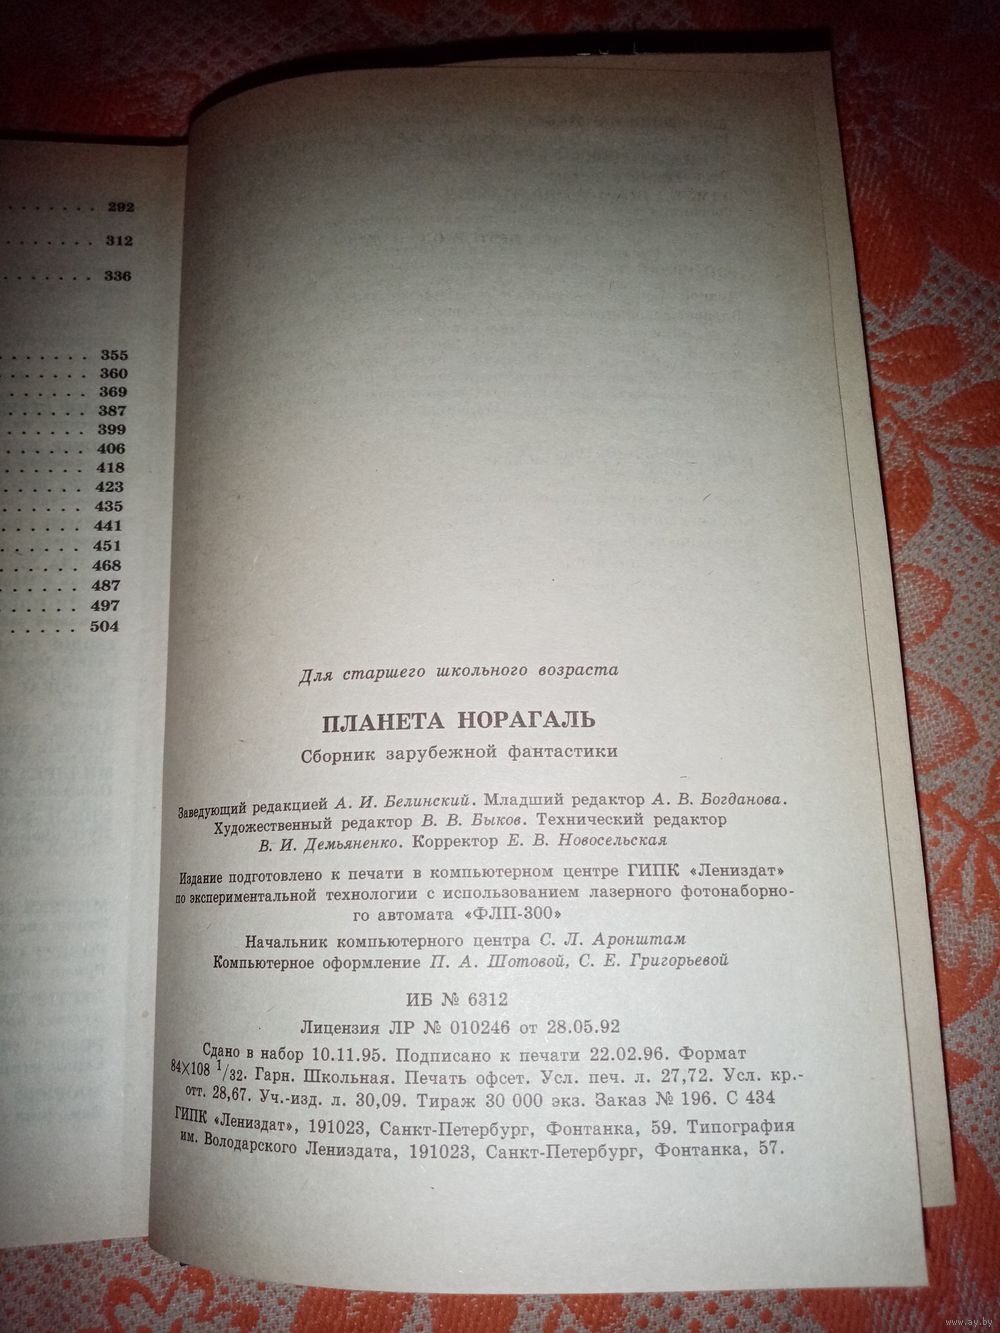 . . . . . . . 292
. . . . . . . 312
. . . . . . . 336
. . . . . . . 355
. . . . . . . 360
. . . . . . . 369
. . . . . . . 387
. . . . . . . 399
. . . . . . . 406
. . . . . . . 418
. . . . . . . 423
. . . . . . . 435
. . . . . . . 441
. . . . . . . 451
. . . . . . 468
. . . . . . 487
. . . . . . 497
. . . . . . 504
Для старшего школьного возраста
ПЛАНЕТА НОРАГАЛЬ
Сборник зарубежной фантастики
Заведующий редакцией А. И. Белинский. Младший редактор А. В. Богданова.
Художественный редактор В. В. Быков. Технический редактор
В. И. Демьяненко. Корректор Е. В. Новосельская
Издание подготовлено к печати в компьютерном центре ГИПК «Лениздат»
по экспериментальной технологии с использованием лазерного фотонаборно-
го автомата «ФЛП-300»
Начальник компьютерного центра С. Л. Аронштам
Компьютерное оформление П. А. Шотовой, С. Е. Григорьевой
ИБ № 6312
Лицензия ЛР № 010246 от 28.05.92
Сдано в набор 10.11.95. Подписано к печати 22.02.96. Формат
84×108 1/32. Гарн. Школьная. Печать офсет. Усл. печ. л. 27,72. Усл. кр.-
отт. 28,67. Уч.-изд. л. 30,09. Тираж 30 000 экз. Заказ № 196. С 434
ГИПК «Лениздат», 191023, Санкт-Петербург, Фонтанка, 59. Типография
им. Володарского Лениздата, 191023, Санкт-Петербург, Фонтанка, 57.
www.ay.by